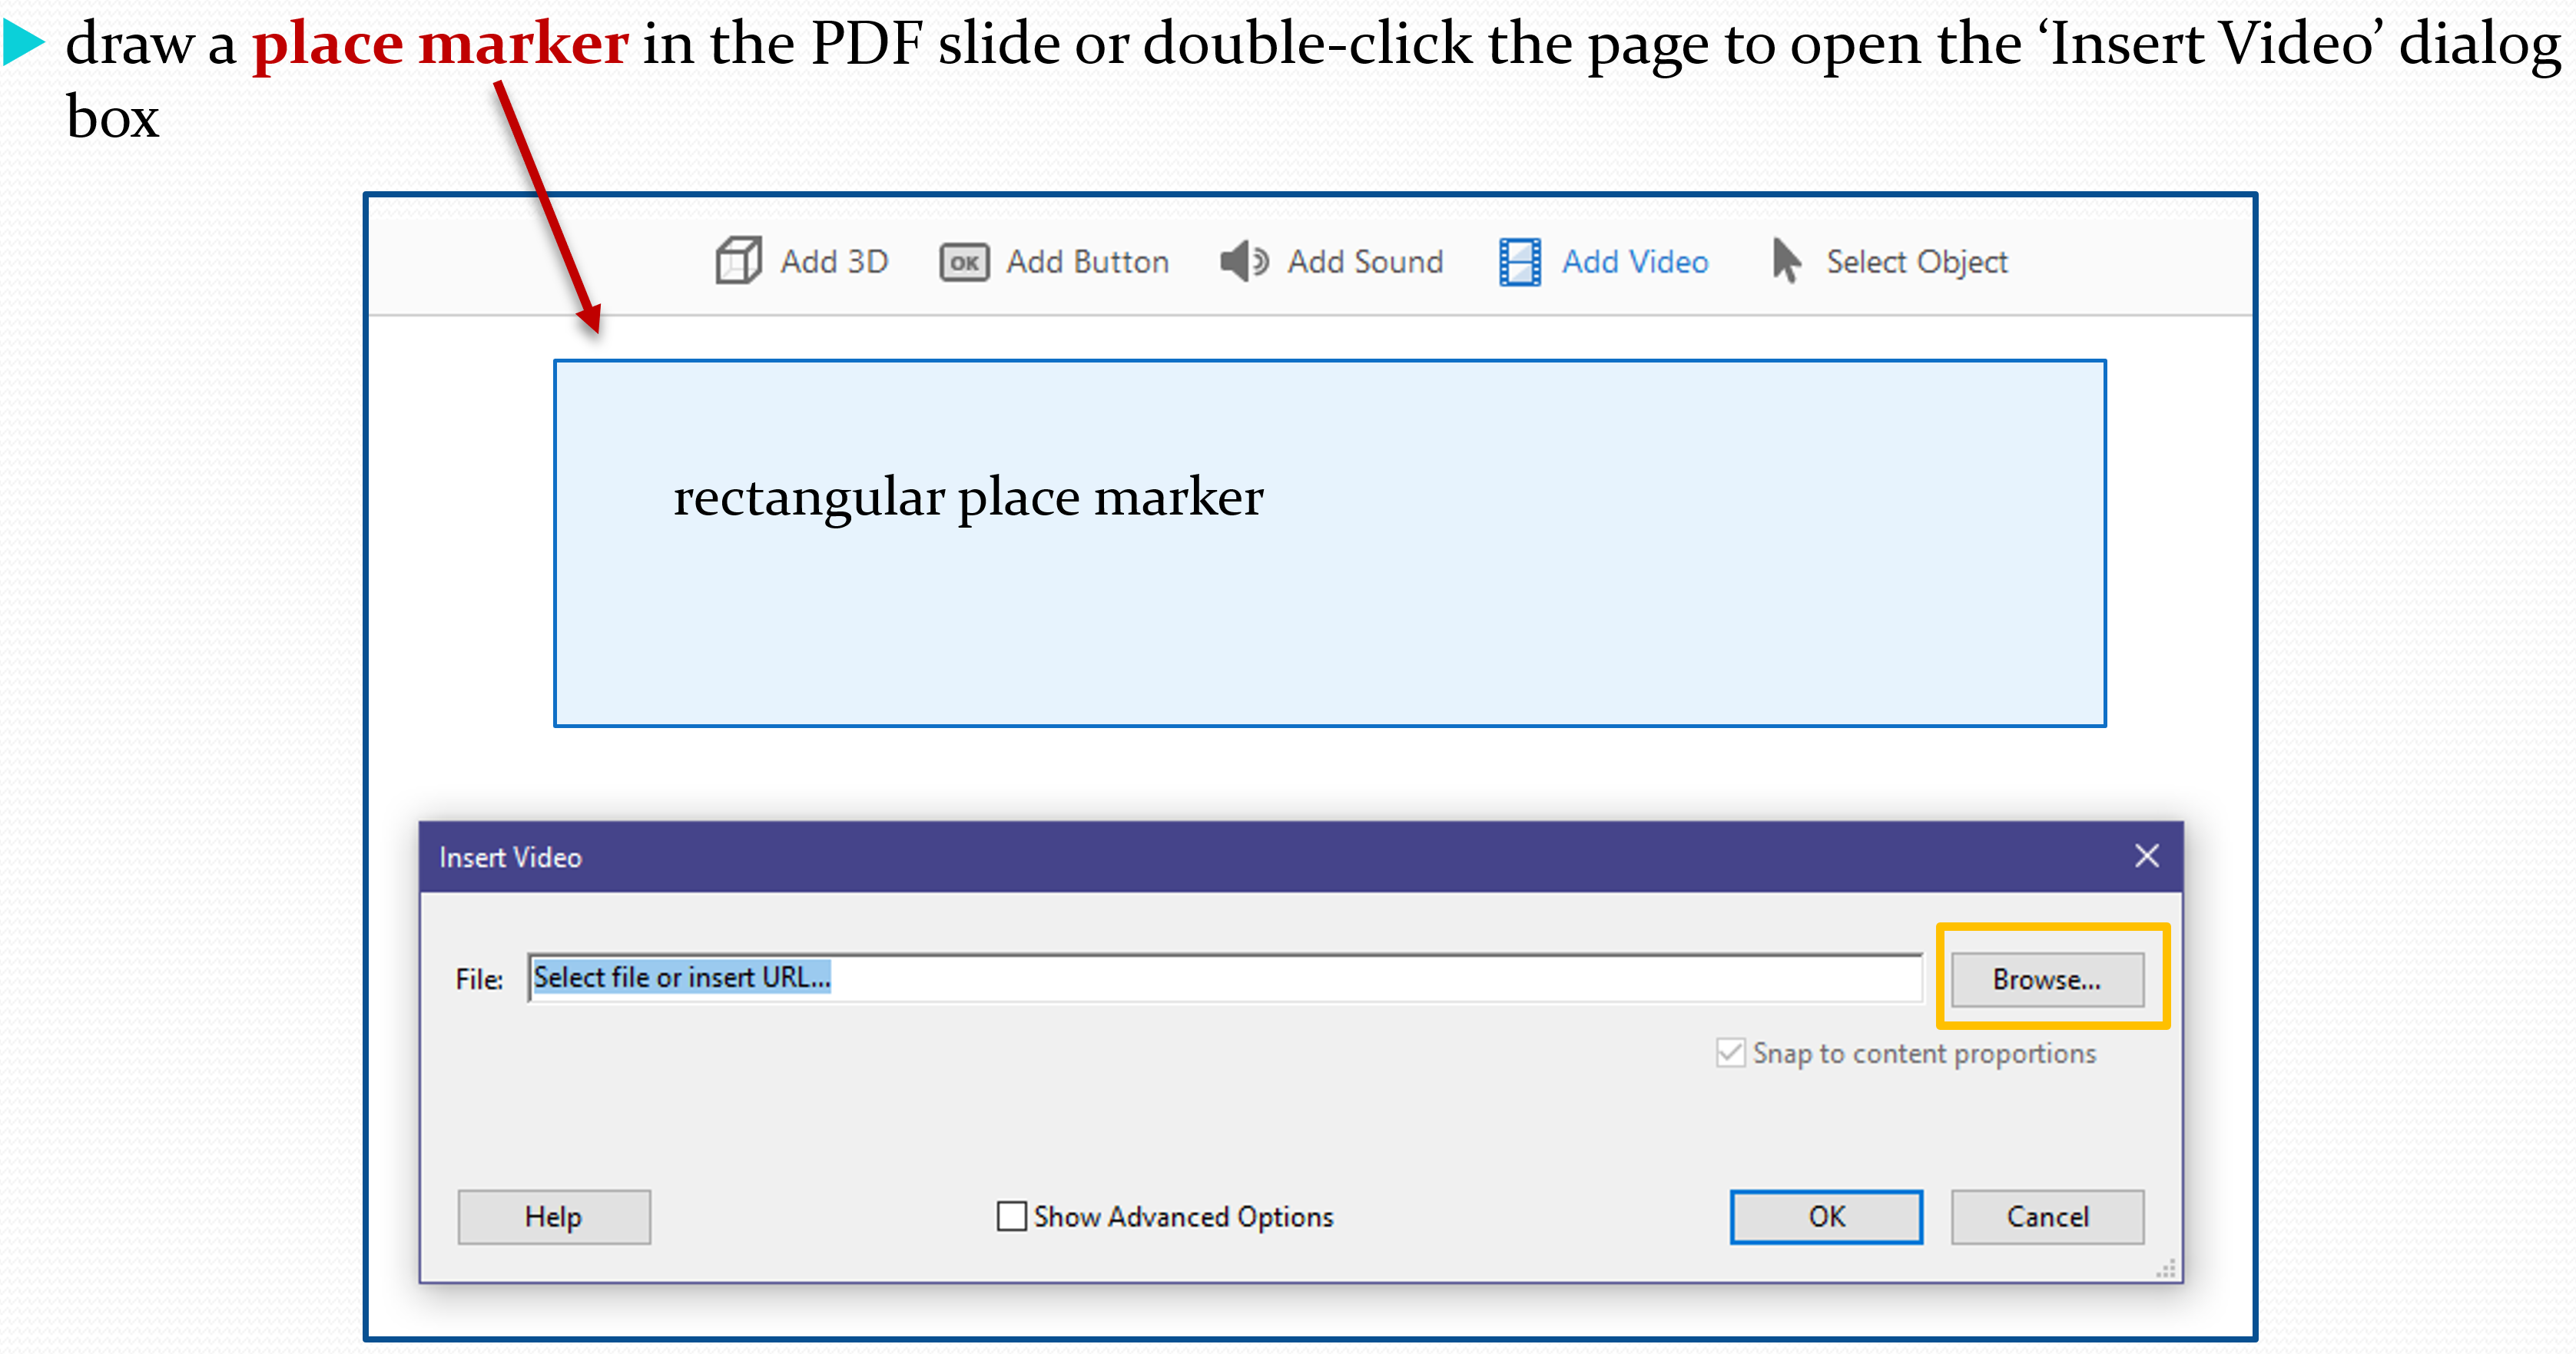 draw a place marker in the PDF slide or double-click the page to open the ‘Insert Video’ dialog
box
Add 3D OK Add Button Add Sound Add Video Select Object
rectangular place marker
Insert Video
File: Select file or insert URL... Browse...
Snap to content proportions
Help Show Advanced Options OK Cancel